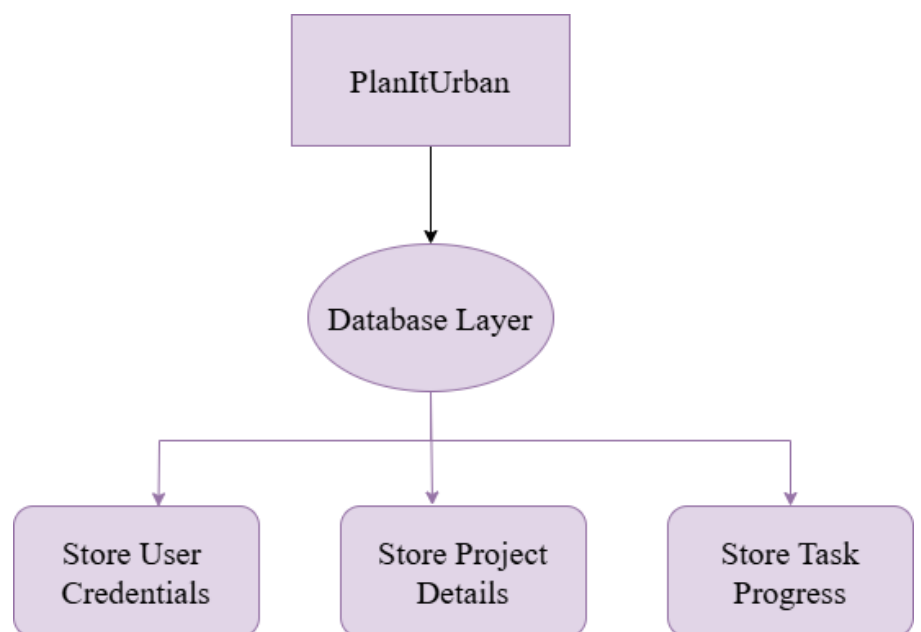 PlanItUrban
Database Layer
Store User
Credentials
Store Project
Details
Store Task
Progress